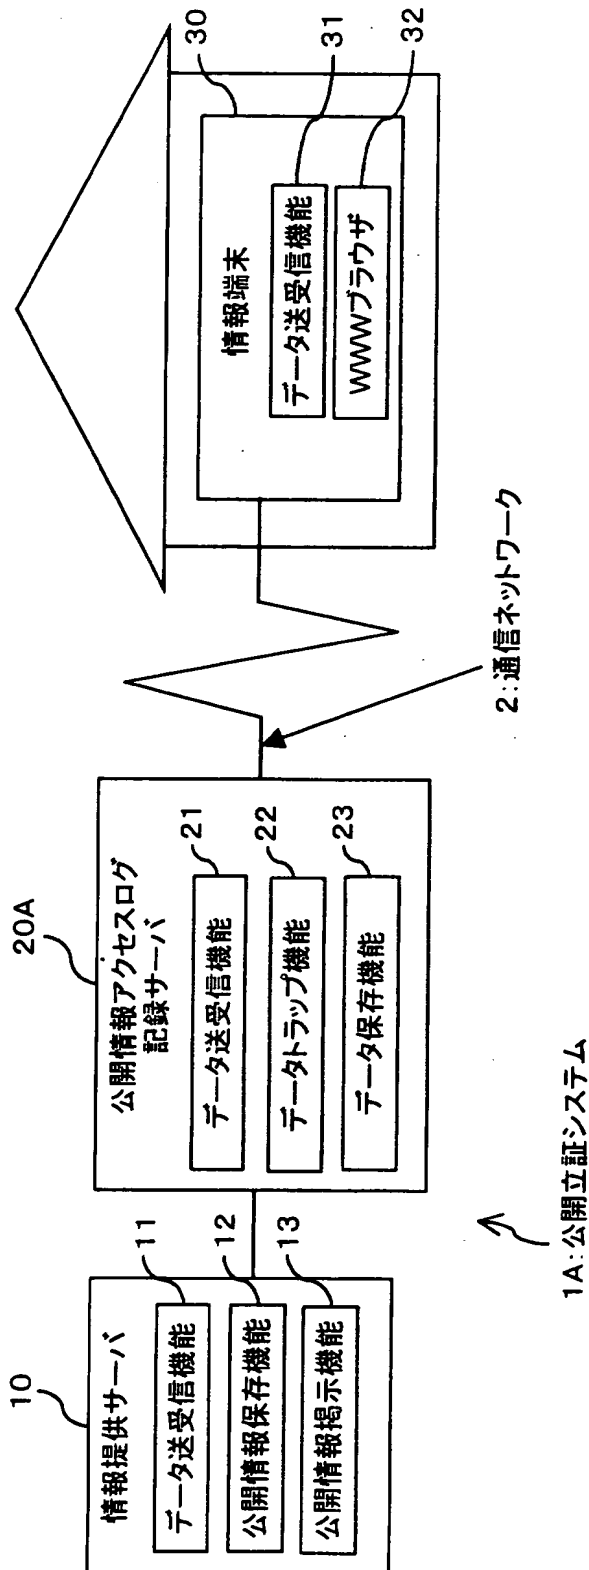 10
情報提供サーバ
データ送受信機能
11
公開情報保存機能
12
公開情報掲示機能
13
20A
公開情報アクセスログ
記録サーバ
データ送受信機能
21
データトラップ機能
22
データ保存機能
23
2:通信ネットワーク
30
情報端末
データ送受信機能
31
WWWブラウザ
32
1A:公開立証システム